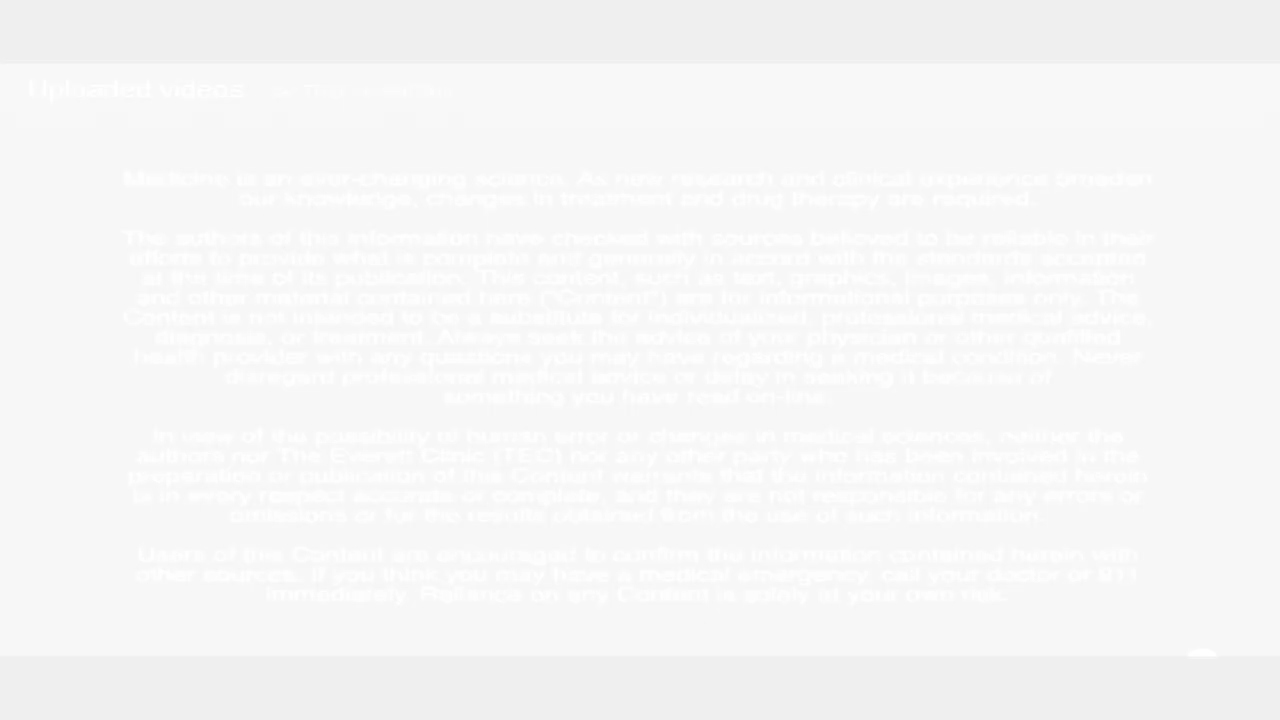 Uploaded videos
Medicine is an ever-changing science. As new research and clinical experience broaden
our knowledge, changes in treatment and drug therapy are required.
The authors of this information have checked with sources believed to be reliable in their
efforts to provide what is complete and generally in accord with the standards accepted
at the time of its publication. This content, such as text, graphics, images, information
and other material contained here ("Content") are for informational purposes only. The
Content is not intended to be a substitute for individualized, professional medical advice,
diagnosis, or treatment. Always seek the advice of your physician or other qualified
health provider with any questions you may have regarding a medical condition. Never
disregard professional medical advice or delay in seeking it because of
something you have read on-line.
In view of the possibility of human error or changes in medical sciences, neither the
authors nor The Everett Clinic (TEC) nor any other party who has been involved in the
preparation or publication of this Content warrants that the information contained herein
is in every respect accurate or complete, and they are not responsible for any errors or
omissions or for the results obtained from the use of such information.
Users of this Content are encouraged to confirm the information contained herein with
other sources. If you think you may have a medical emergency, call your doctor or 911
immediately. Reliance on any Content is solely at your own risk.